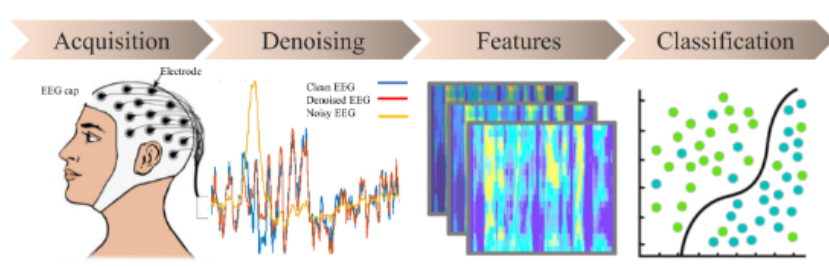 Acquisition
Denoising
Features
Classification
Electrode
EEG cap
Clean EEG
Denoised EEG
Noisy EEG